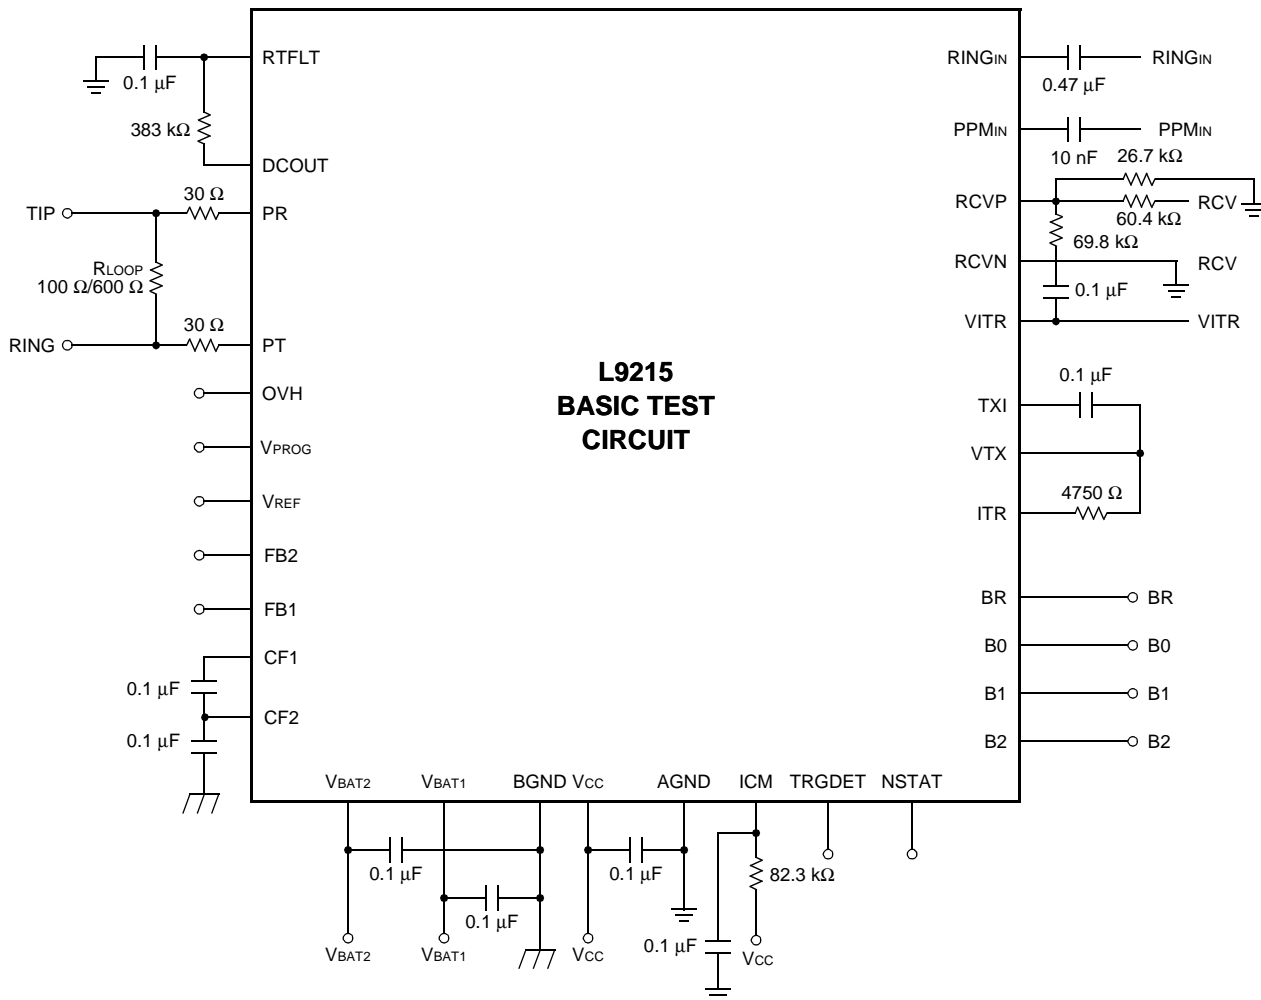 RTFLT
0.1 µF
383 kΩ
DCOUT
30 Ω
TIP
PR
RLOOP
100 Ω/600 Ω
30 Ω
RING
PT
OVH
VPROG
VREF
FB2
FB1
CF1
0.1 µF
CF2
0.1 µF
L9215
BASIC TEST
CIRCUIT
RINGIN
RINGIN
0.47 µF
PPMIN
PPMIN
10 nF
26.7 kΩ
RCVP
RCV
60.4 kΩ
69.8 kΩ
RCVN
RCV
0.1 µF
VITR
VITR
0.1 µF
TXI
VTX
4750 Ω
ITR
BR
BR
B0
B0
B1
B1
B2
B2
VBAT2
VBAT1
BGND
VCC
AGND
ICM
TRGDET
NSTAT
0.1 µF
0.1 µF
82.3 kΩ
0.1 µF
0.1 µF
VBAT2
VBAT1
VCC
VCC